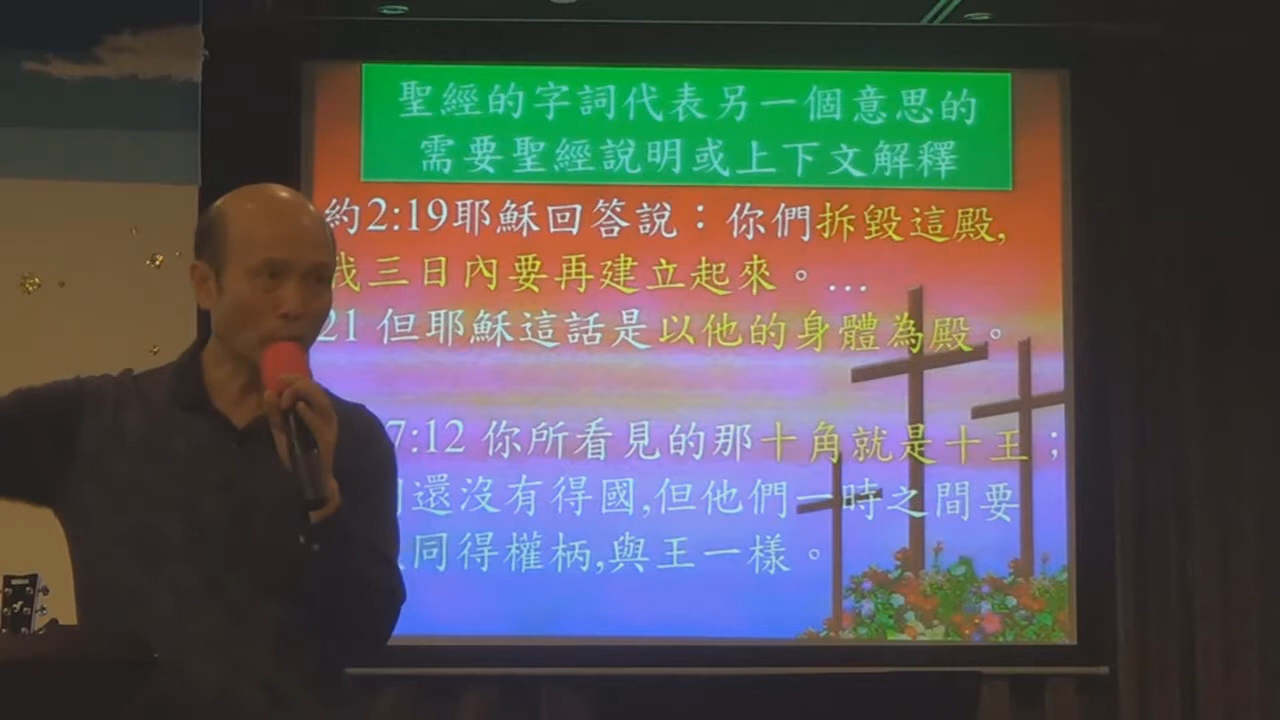 聖經的字詞代表另一個意思的
需要聖經說明或上下文解釋
約2:19耶穌回答說：你們拆毀這殿,
我三日內要再建立起來。...
21 但耶穌這話是以他的身體為殿。
7:12 你所看見的那十角就是十王；
還沒有得國,但他們一時之間要
同得權柄,與王一樣。